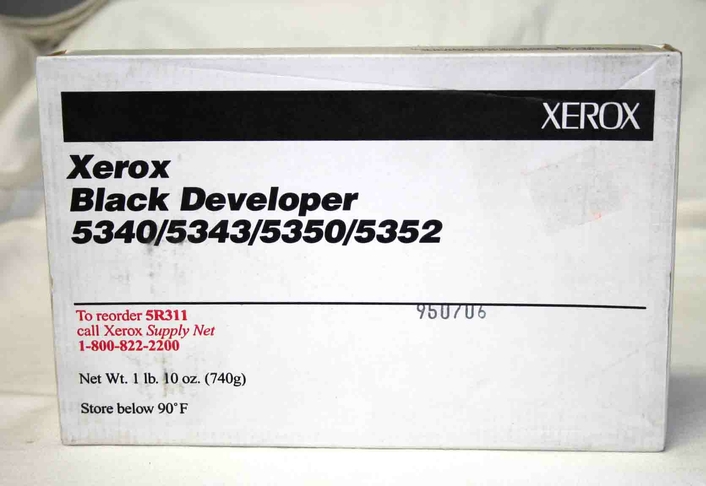 XEROX
Xerox
Black Developer
5340/5343/5350/5352
950706
To reorder 5R311
call Xerox Supply Net
1-800-822-2200
Net Wt. 1 lb. 10 oz. (740g)
Store below 90°F